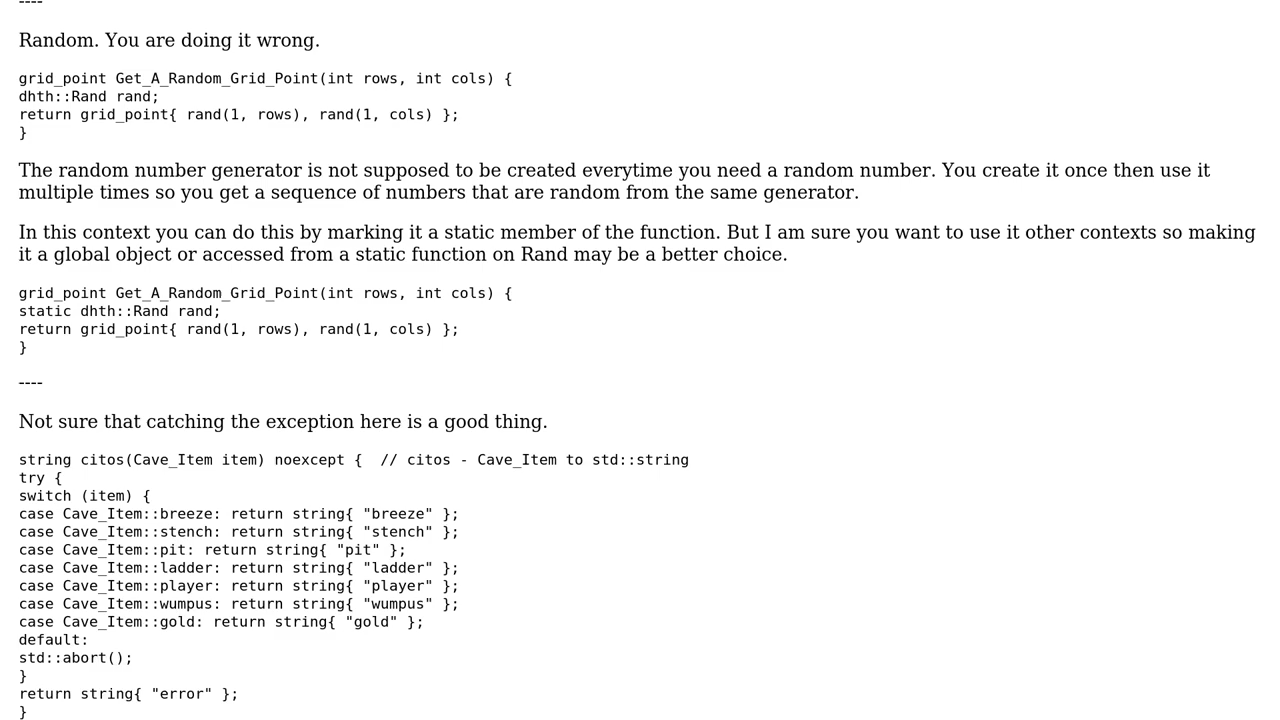 ----
Random. You are doing it wrong.
grid_point Get_A_Random_Grid_Point(int rows, int cols) {
dhth::Rand rand;
return grid_point{ rand(1, rows), rand(1, cols) };
}
The random number generator is not supposed to be created everytime you need a random number. You create it once then use it
multiple times so you get a sequence of numbers that are random from the same generator.
In this context you can do this by marking it a static member of the function. But I am sure you want to use it other contexts so making
it a global object or accessed from a static function on Rand may be a better choice.
grid_point Get_A_Random_Grid_Point(int rows, int cols) {
static dhth::Rand rand;
return grid_point{ rand(1, rows), rand(1, cols) };
}
----
Not sure that catching the exception here is a good thing.
string citos(Cave_Item item) noexcept {  // citos - Cave_Item to std::string
try {
switch (item) {
case Cave_Item::breeze: return string{ "breeze" };
case Cave_Item::stench: return string{ "stench" };
case Cave_Item::pit: return string{ "pit" };
case Cave_Item::ladder: return string{ "ladder" };
case Cave_Item::player: return string{ "player" };
case Cave_Item::wumpus: return string{ "wumpus" };
case Cave_Item::gold: return string{ "gold" };
default:
std::abort();
}
return string{ "error" };
}